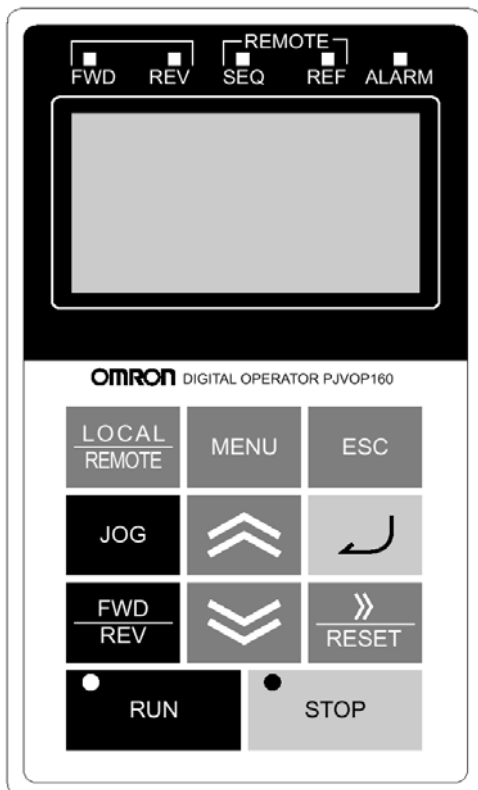 REMOTE
FWD REV SEQ REF ALARM
OMRON DIGITAL OPERATOR PJVOP160
LOCAL
REMOTE
MENU
ESC
JOG
FWD
REV
RESET
RUN
STOP